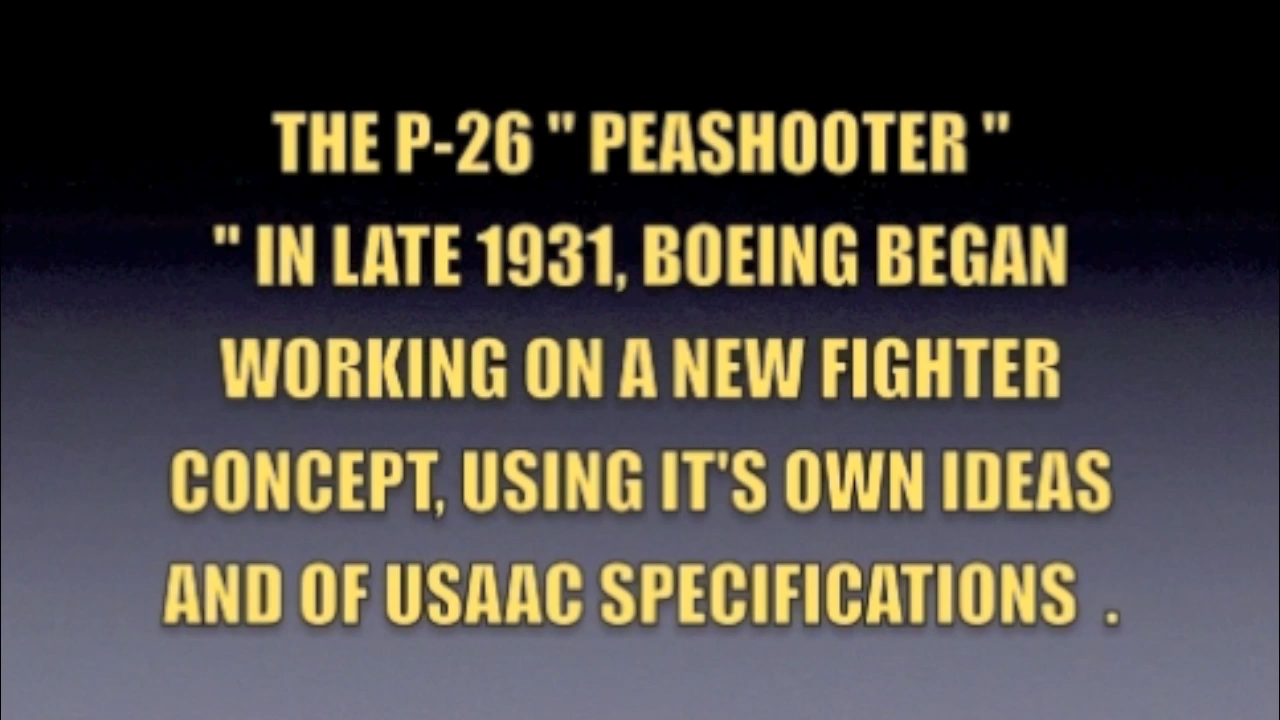 THE P-26 " PEASHOOTER "
" IN LATE 1931, BOEING BEGAN
WORKING ON A NEW FIGHTER
CONCEPT, USING IT'S OWN IDEAS
AND OF USAAC SPECIFICATIONS  .